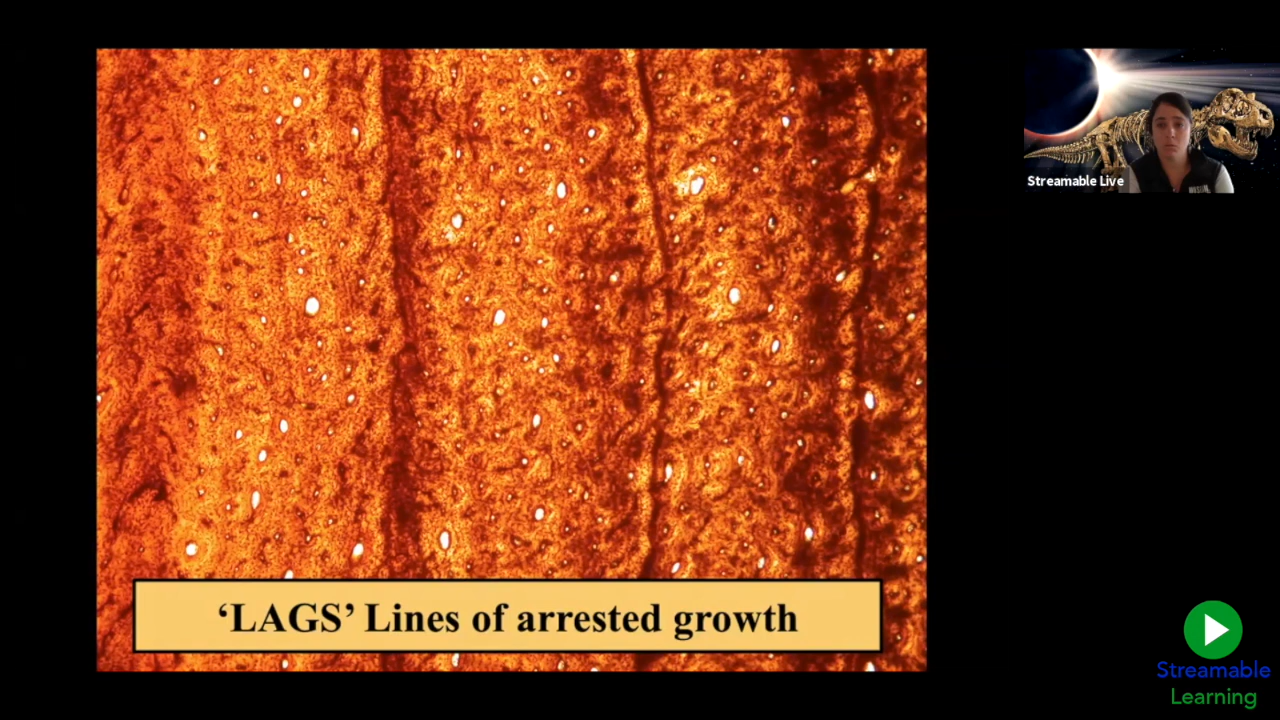 Streamable Live
‘LAGS’ Lines of arrested growth
Streamable
Learning